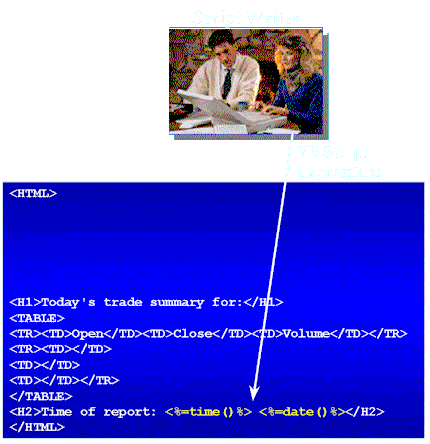 Script Writer
VB Script
<HTML>
<H1>Today's trade summary for:</H1>
<TABLE>
<TR><TD>Open</TD><TD>Close</TD><TD>Volume</TD></TR>
<TR><TD></TD>
<TD></TD>
<TD></TD></TR>
</TABLE>
<H2>Time of report: <%=time()%> <%=date()%></H2>
</HTML>